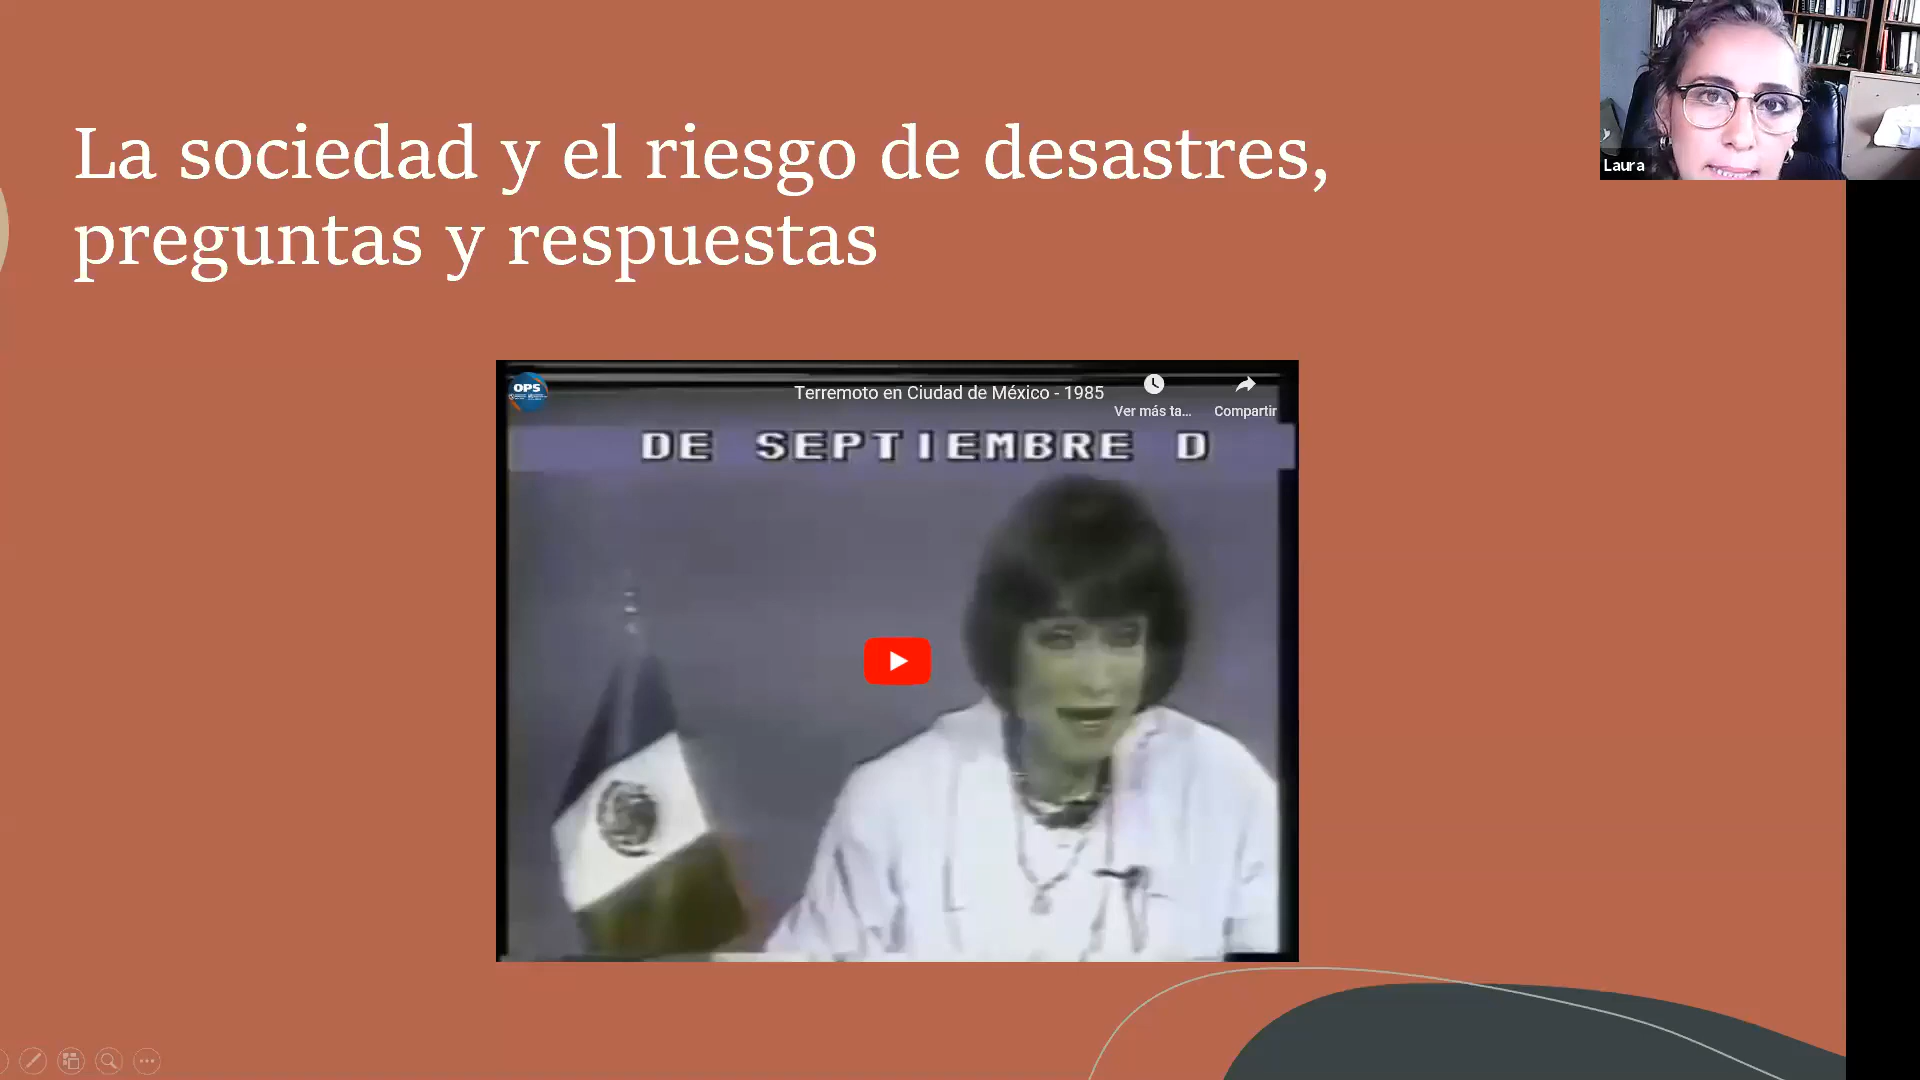 La sociedad y el riesgo de desastres,
preguntas y respuestas
Laura
OPS
Terremoto en Ciudad de México - 1985
Ver más ta...
Compartir
DE SEPTIEMBRE D